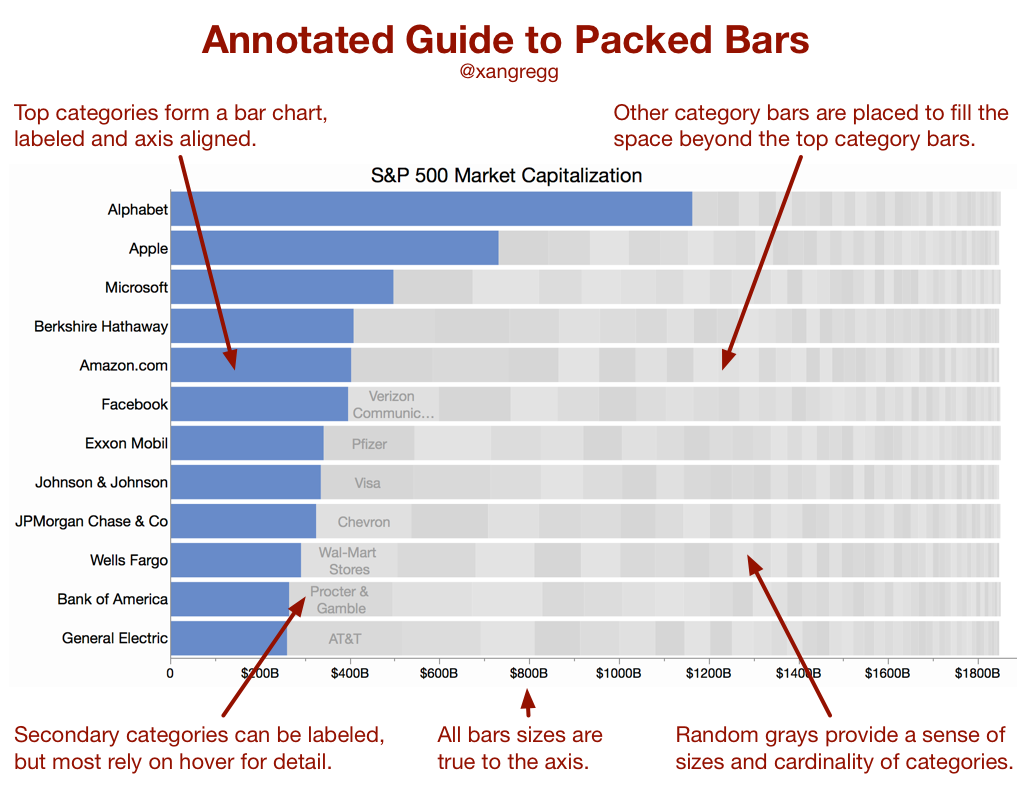 Annotated Guide to Packed Bars
@xangregg
Top categories form a bar chart,
labeled and axis aligned.
Other category bars are placed to fill the
space beyond the top category bars.
S&P 500 Market Capitalization
Alphabet
Apple
Microsoft
Berkshire Hathaway
Amazon.com
Facebook
Verizon
Communic...
Exxon Mobil
Pfizer
Johnson & Johnson
Visa
JPMorgan Chase & Co
Chevron
Wells Fargo
Wal-Mart
Stores
Bank of America
Procter &
Gamble
General Electric
AT&T
0 $200B $400B $600B $800B $1000B $1200B $1400B $1600B $1800B
Secondary categories can be labeled,
but most rely on hover for detail.
All bars sizes are
true to the axis.
Random grays provide a sense of
sizes and cardinality of categories.